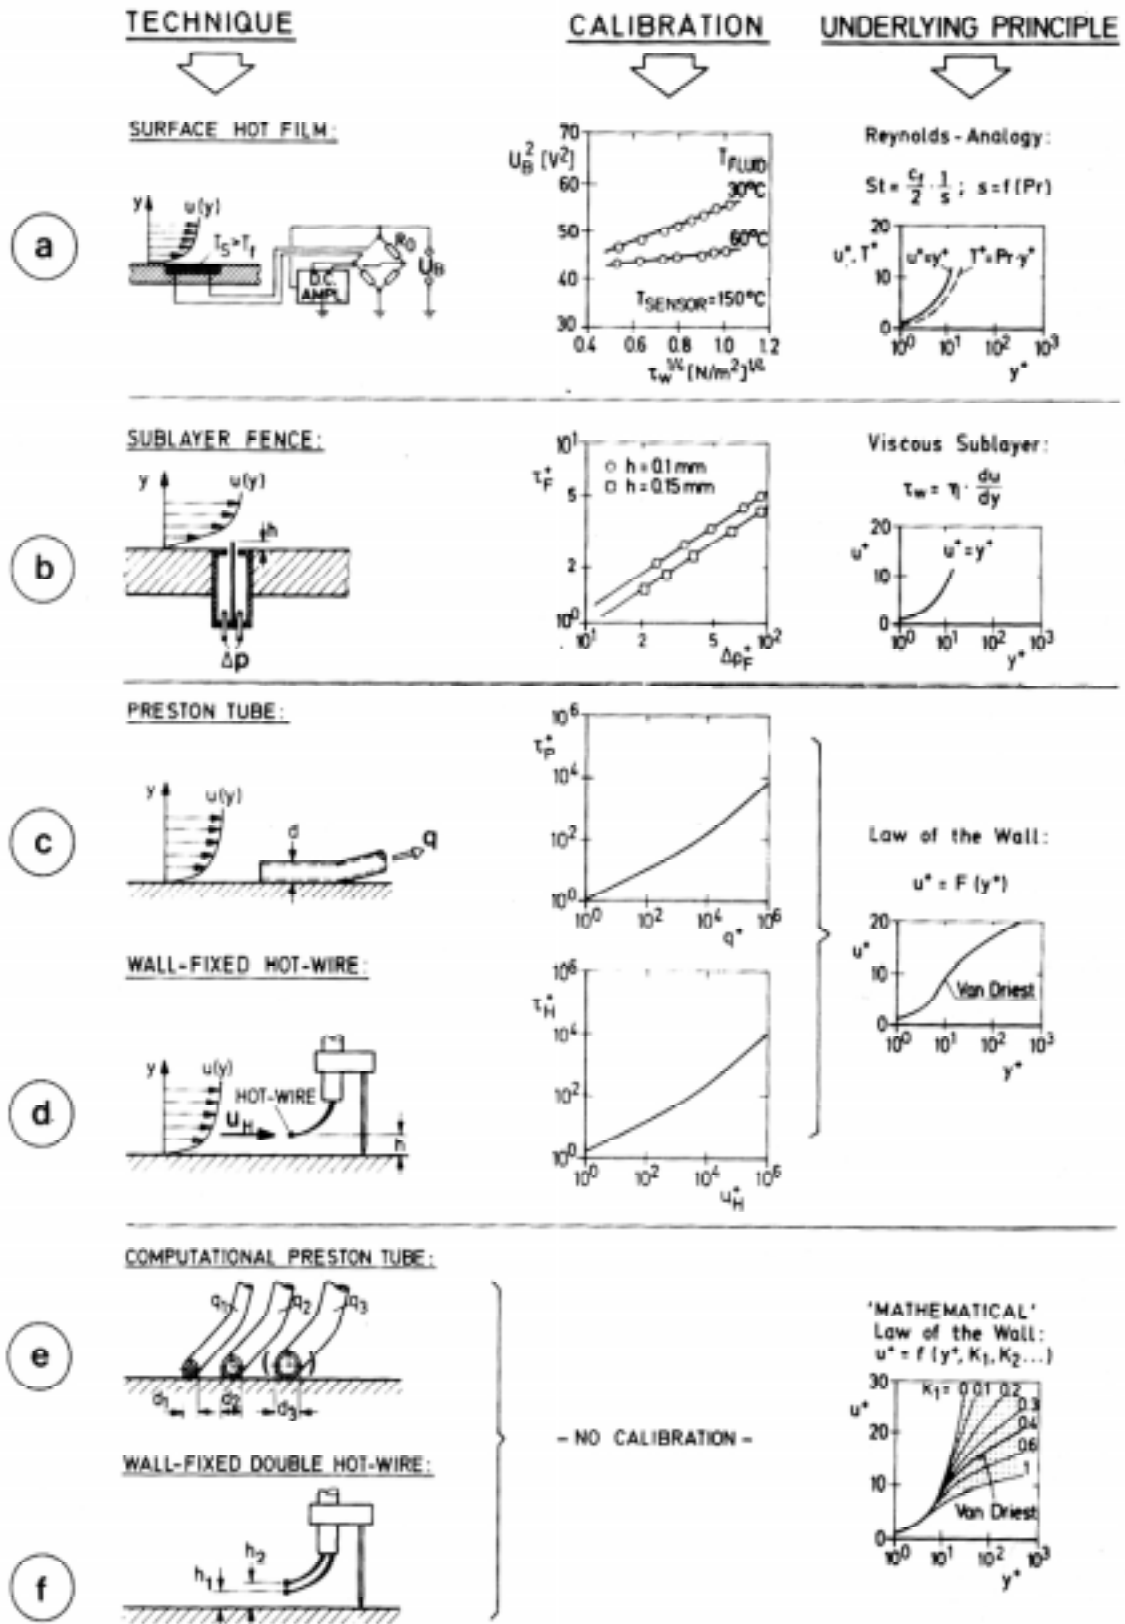 TECHNIQUE
CALIBRATION
UNDERLYING PRINCIPLE
a
SURFACE HOT FILM:
y
u(y)
T_S>T_f
R_0
U_B
D.C.
AMPL.
U_B^2 [V^2]
70
60
50
40
30
T_FLUID
30°C
60°C
T_SENSOR=150°C
0.4 0.6 0.8 1.0 1.2
Reynolds-Analogy:
St = c_f/2 · 1/s ; s=f(Pr)
u⁺, T⁺
20
10
0
u⁺=y⁺
T⁺=Pr·y⁺
10^0 10^1 10^2 10^3
y⁺
b
SUBLAYER FENCE:
y
u(y)
h
Δp
τ_F^+
10^1
5
2
10^0
h=0.1mm
h=0.15mm
10^1 2 5 10^2
Δp_F^+
Viscous Sublayer:
τ_w = η · du/dy
u⁺
20
10
0
u⁺=y⁺
10^0 10^1 10^2 10^3
y⁺
c
PRESTON TUBE:
y
u(y)
d
q
τ_P^+
10^6
10^4
10^2
10^0
10^0 10^2 10^4 10^6
q⁺
Law of the Wall:
u⁺ = F(y⁺)
u⁺
20
10
0
Van Driest
10^0 10^1 10^2 10^3
y⁺
d
WALL-FIXED HOT-WIRE:
y
u(y)
HOT-WIRE
U_H
h
τ_H^+
10^6
10^4
10^2
10^0
10^0 10^2 10^4 10^6
u_H^+
e
COMPUTATIONAL PRESTON TUBE:
q_1 q_2 q_3
d_1 d_2 d_3
- NO CALIBRATION -
'MATHEMATICAL'
Law of the Wall:
u⁺ = f(y⁺, K_1, K_2...)
u⁺
30
20
10
0
K_1= 0 0.1 0.2
0.3
0.4
0.6
1
Van Driest
10^0 10^1 10^2 10^3
y⁺
f
WALL-FIXED DOUBLE HOT-WIRE:
h_2
h_1